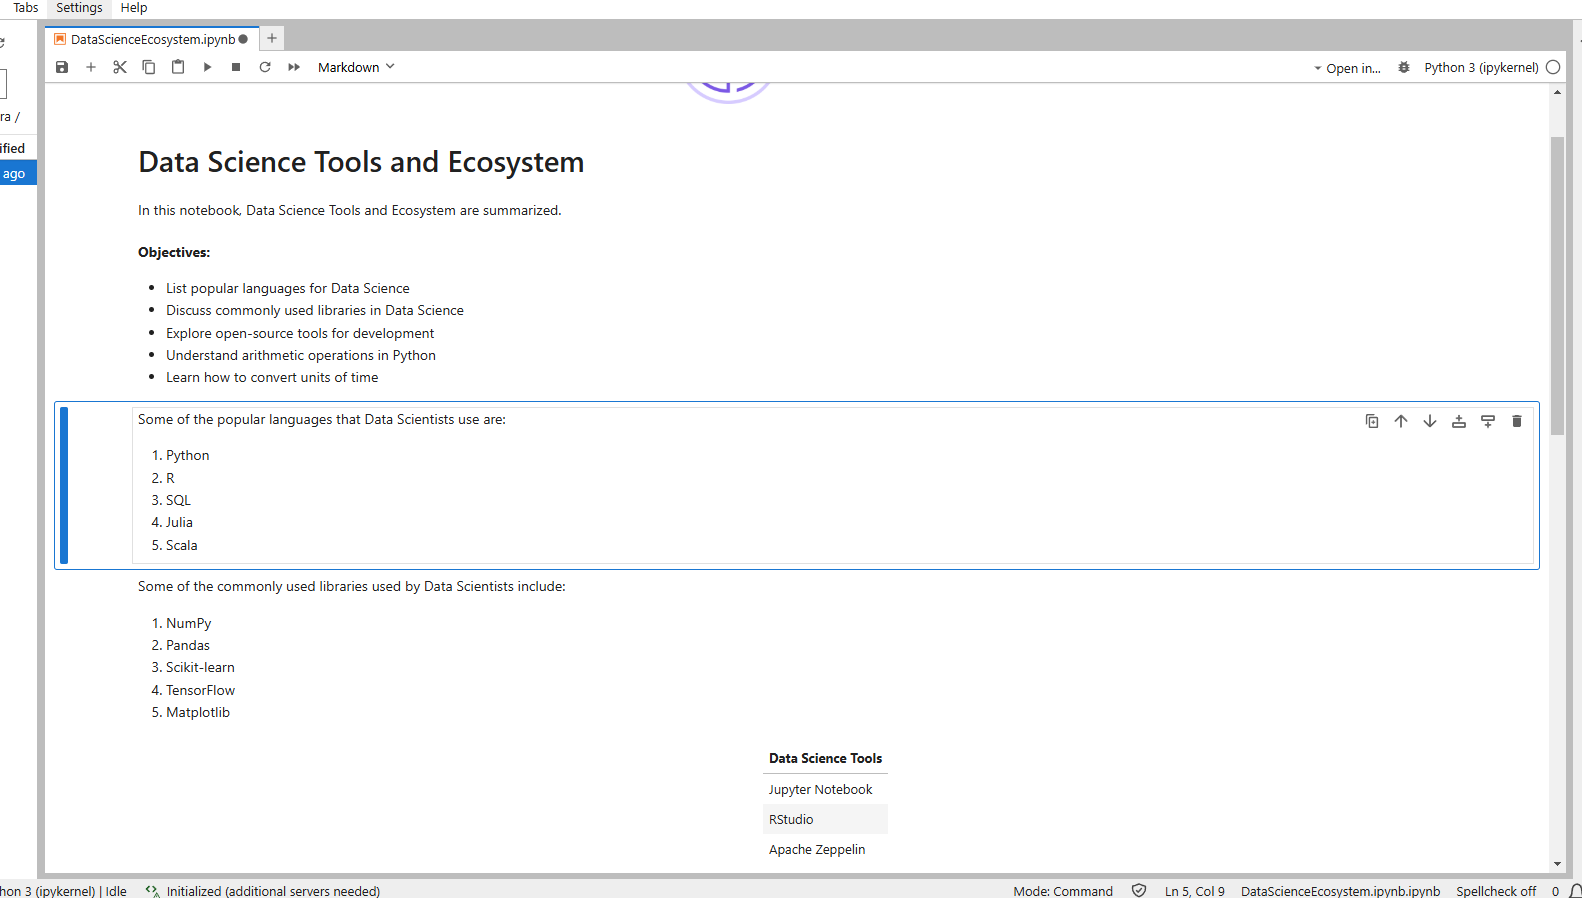 Tabs Settings Help
DataScienceEcosystem.ipynb
Markdown
Open in... Python 3 (ipykernel)
ra /
ified
ago
Data Science Tools and Ecosystem
In this notebook, Data Science Tools and Ecosystem are summarized.
Objectives:
• List popular languages for Data Science
• Discuss commonly used libraries in Data Science
• Explore open-source tools for development
• Understand arithmetic operations in Python
• Learn how to convert units of time
Some of the popular languages that Data Scientists use are:
1. Python
2. R
3. SQL
4. Julia
5. Scala
Some of the commonly used libraries used by Data Scientists include:
1. NumPy
2. Pandas
3. Scikit-learn
4. TensorFlow
5. Matplotlib
Data Science Tools
Jupyter Notebook
RStudio
Apache Zeppelin
hon 3 (ipykernel) | Idle Initialized (additional servers needed) Mode: Command Ln 5, Col 9 DataScienceEcosystem.ipynb.ipynb Spellcheck off 0